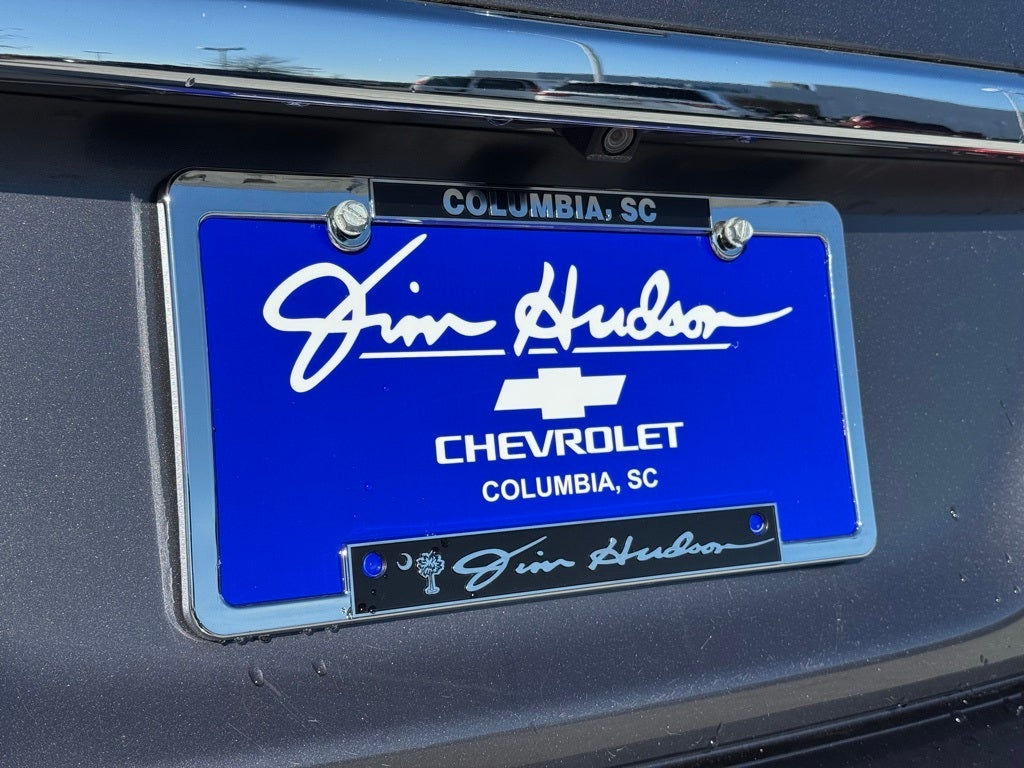 COLUMBIA, SC
Jim Hudson
CHEVROLET
COLUMBIA, SC
Jim Hudson